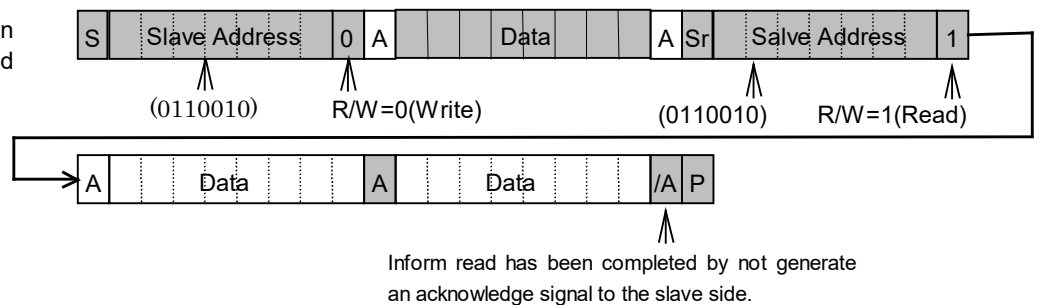 n
d
S Slave Address 0 A Data A Sr Salve Address 1
(0110010) R/W=0(Write) (0110010) R/W=1(Read)
A Data A Data /A P
Inform read has been completed by not generate
an acknowledge signal to the slave side.